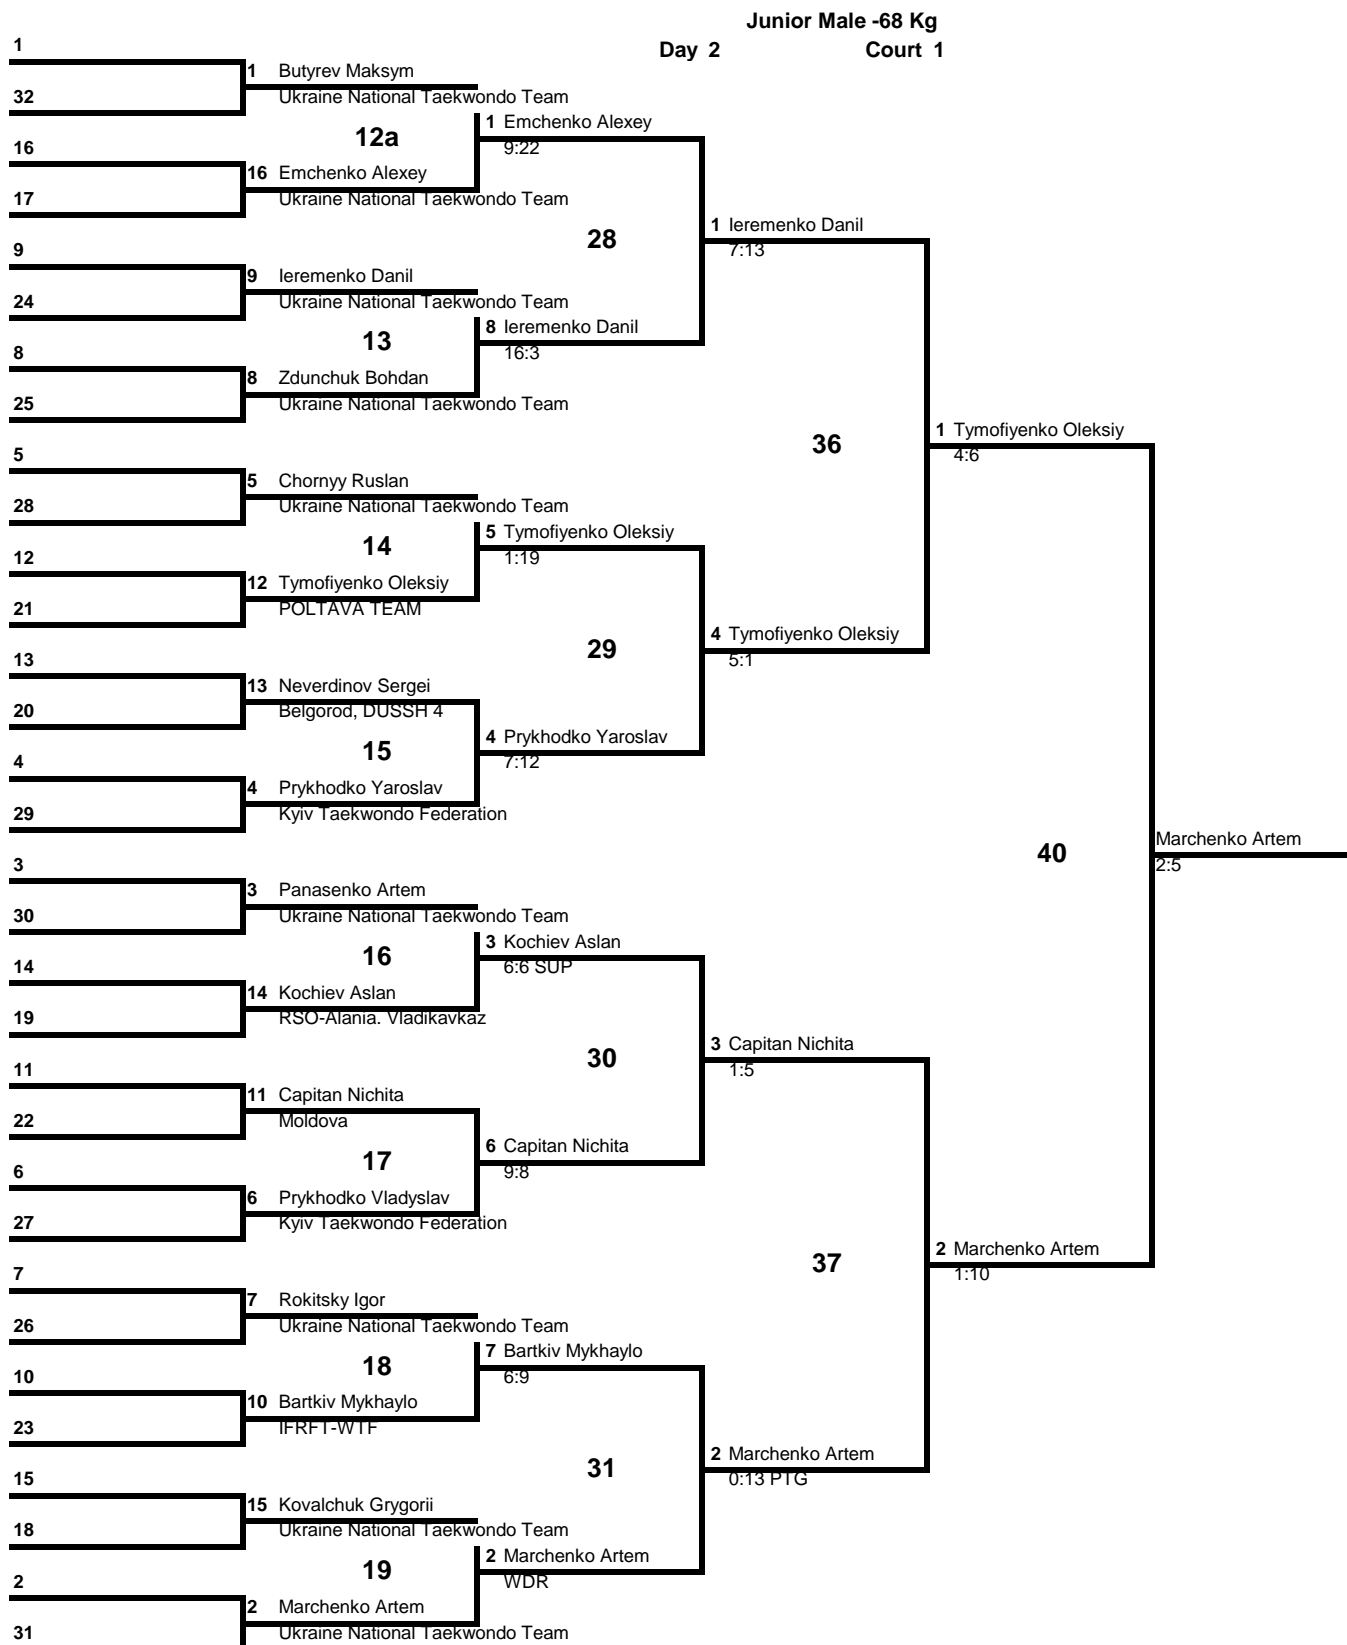 Junior Male -68 Kg
Day 2 Court 1
1
1 Butyrev Maksym
32
Ukraine National Taekwondo Team
12a
1 Emchenko Alexey
9:22
16
16 Emchenko Alexey
17
Ukraine National Taekwondo Team
28
1 Ieremenko Danil
7:13
9
9 Ieremenko Danil
24
Ukraine National Taekwondo Team
13
8 Ieremenko Danil
16:3
8
8 Zdunchuk Bohdan
25
Ukraine National Taekwondo Team
36
1 Tymofiyenko Oleksiy
4:6
5
5 Chornyy Ruslan
28
Ukraine National Taekwondo Team
14
5 Tymofiyenko Oleksiy
1:19
12
12 Tymofiyenko Oleksiy
21
POLTAVA TEAM
29
4 Tymofiyenko Oleksiy
5:1
13
13 Neverdinov Sergei
20
Belgorod, DUSSH 4
15
4 Prykhodko Yaroslav
7:12
4
4 Prykhodko Yaroslav
29
Kyiv Taekwondo Federation
40
Marchenko Artem
2:5
3
3 Panasenko Artem
30
Ukraine National Taekwondo Team
16
3 Kochiev Aslan
6:6 SUP
14
14 Kochiev Aslan
19
RSO-Alania. Vladikavkaz
30
3 Capitan Nichita
1:5
11
11 Capitan Nichita
22
Moldova
17
6 Capitan Nichita
9:8
6
6 Prykhodko Vladyslav
27
Kyiv Taekwondo Federation
37
2 Marchenko Artem
1:10
7
7 Rokitsky Igor
26
Ukraine National Taekwondo Team
18
7 Bartkiv Mykhaylo
6:9
10
10 Bartkiv Mykhaylo
23
IFRFT-WTF
31
2 Marchenko Artem
0:13 PTG
15
15 Kovalchuk Grygorii
18
Ukraine National Taekwondo Team
19
2 Marchenko Artem
WDR
2
2 Marchenko Artem
31
Ukraine National Taekwondo Team